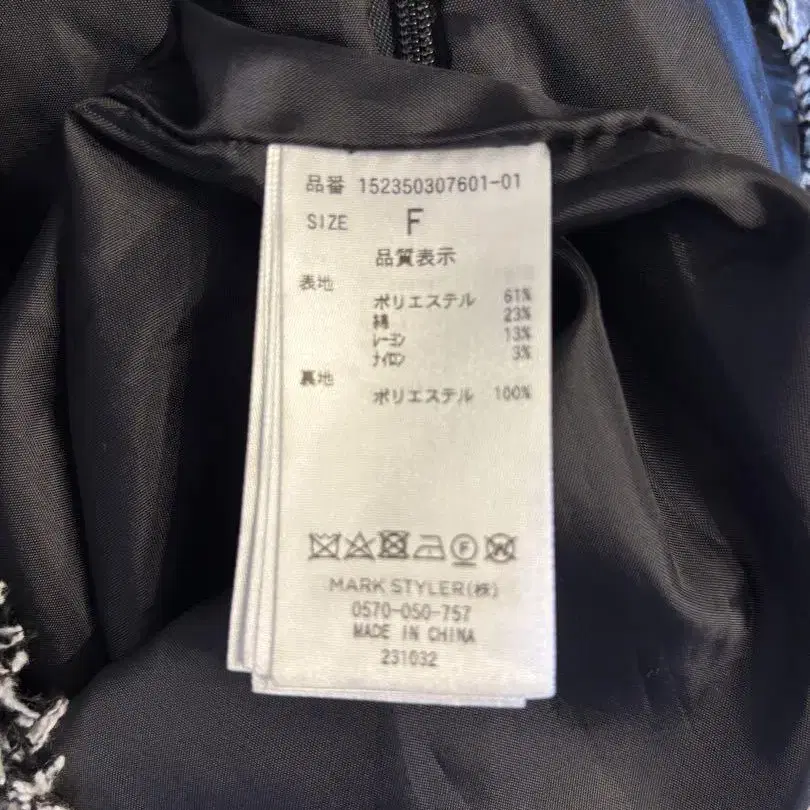 品番 152350307601-01
SIZE F
品質表示
表地
ポリエステル 61%
綿 23%
レーヨン 13%
ナイロン 3%
裏地
ポリエステル 100%
F W
MARK STYLER(株)
0570-050-757
MADE IN CHINA
231032